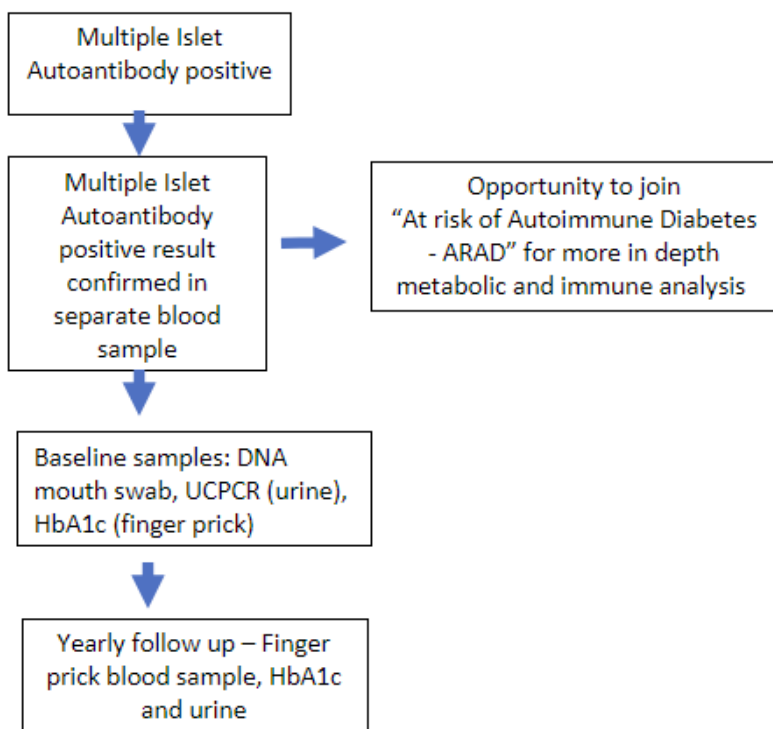 Multiple Islet
Autoantibody positive
Multiple Islet
Autoantibody
positive result
confirmed in
separate blood
sample
Opportunity to join
“At risk of Autoimmune Diabetes
- ARAD” for more in depth
metabolic and immune analysis
Baseline samples: DNA
mouth swab, UCPCR (urine),
HbA1c (finger prick)
Yearly follow up – Finger
prick blood sample, HbA1c
and urine